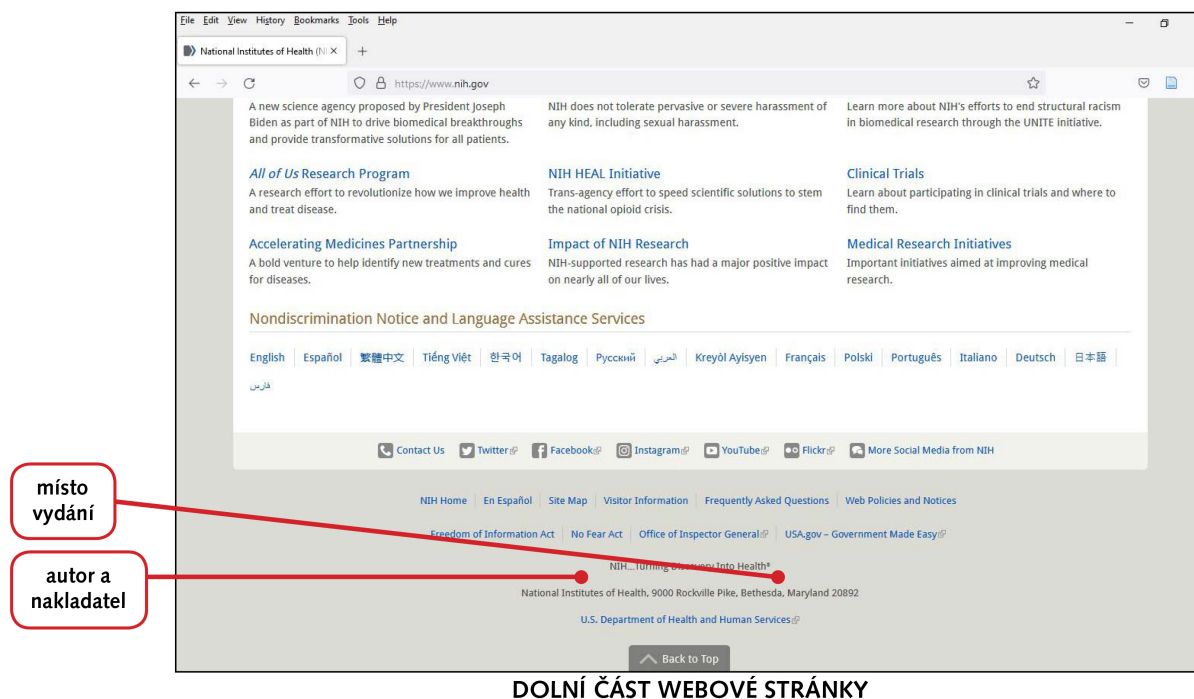 File Edit View History Bookmarks Tools Help
National Institutes of Health (NI
https://www.nih.gov
A new science agency proposed by President Joseph
Biden as part of NIH to drive biomedical breakthroughs
and provide transformative solutions for all patients.
NIH does not tolerate pervasive or severe harassment of
any kind, including sexual harassment.
Learn more about NIH's efforts to end structural racism
in biomedical research through the UNITE initiative.
All of Us Research Program
A research effort to revolutionize how we improve health
and treat disease.
NIH HEAL Initiative
Trans-agency effort to speed scientific solutions to stem
the national opioid crisis.
Clinical Trials
Learn about participating in clinical trials and where to
find them.
Accelerating Medicines Partnership
A bold venture to help identify new treatments and cures
for diseases.
Impact of NIH Research
NIH-supported research has had a major positive impact
on nearly all of our lives.
Medical Research Initiatives
Important initiatives aimed at improving medical
research.
Nondiscrimination Notice and Language Assistance Services
English Español 繁體中文 Tiếng Việt 한국어 Tagalog Русский العربي Kreyòl Ayisyen Français Polski Português Italiano Deutsch 日本語
فارس
Contact Us Twitter Facebook Instagram YouTube Flickr More Social Media from NIH
NIH Home En Español Site Map Visitor Information Frequently Asked Questions Web Policies and Notices
Freedom of Information Act No Fear Act Office of Inspector General USA.gov – Government Made Easy
NIH…Turning Discovery Into Health®
National Institutes of Health, 9000 Rockville Pike, Bethesda, Maryland 20892
U.S. Department of Health and Human Services
Back to Top
místo
vydání
autor a
nakladatel
DOLNÍ ČÁST WEBOVÉ STRÁNKY